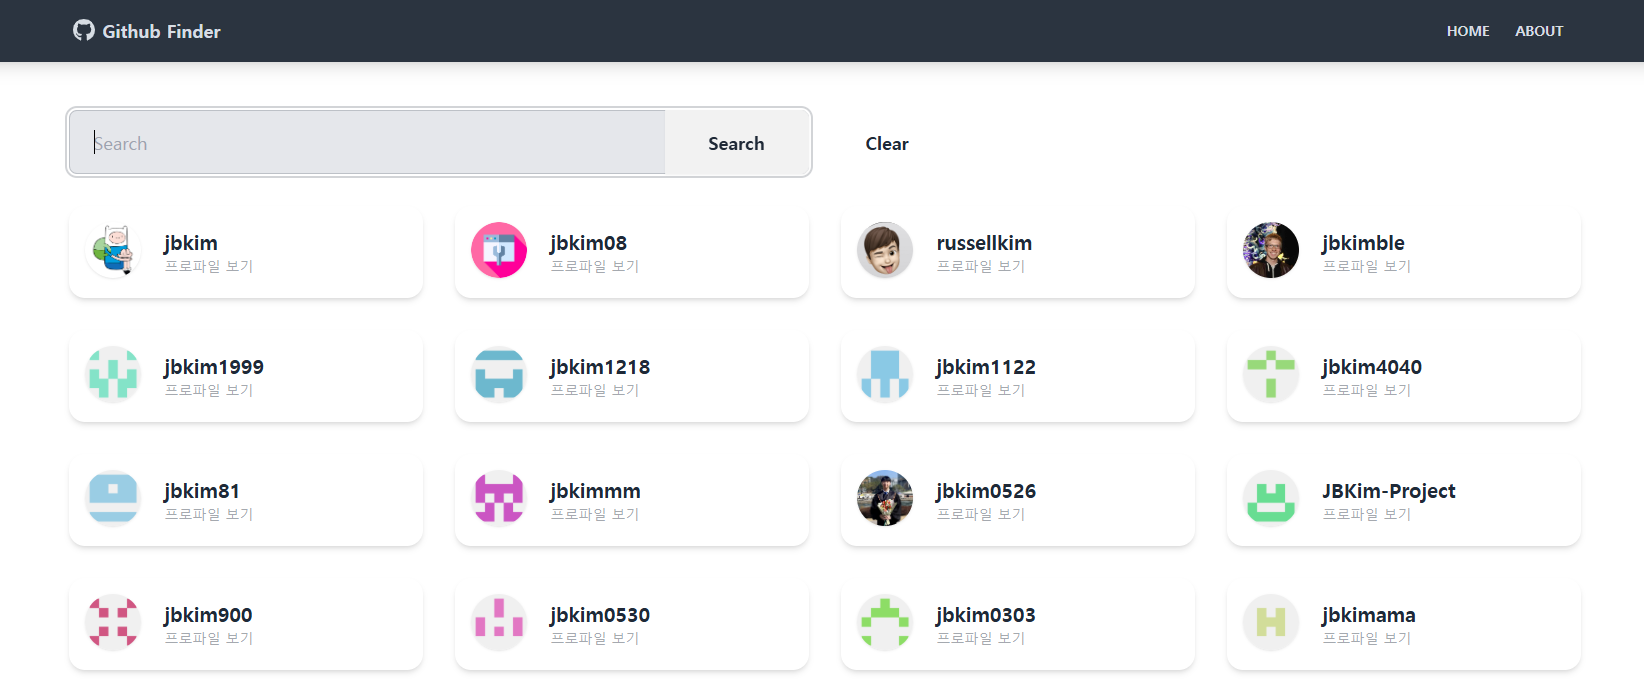 Github Finder HOME ABOUT
Search Search Clear
jbkim jbkim08 russellkim jbkimble
프로파일 보기 프로파일 보기 프로파일 보기 프로파일 보기
jbkim1999 jbkim1218 jbkim1122 jbkim4040
프로파일 보기 프로파일 보기 프로파일 보기 프로파일 보기
jbkim81 jbkimmm jbkim0526 JBKim-Project
프로파일 보기 프로파일 보기 프로파일 보기 프로파일 보기
jbkim900 jbkim0530 jbkim0303 jbkimama
프로파일 보기 프로파일 보기 프로파일 보기 프로파일 보기